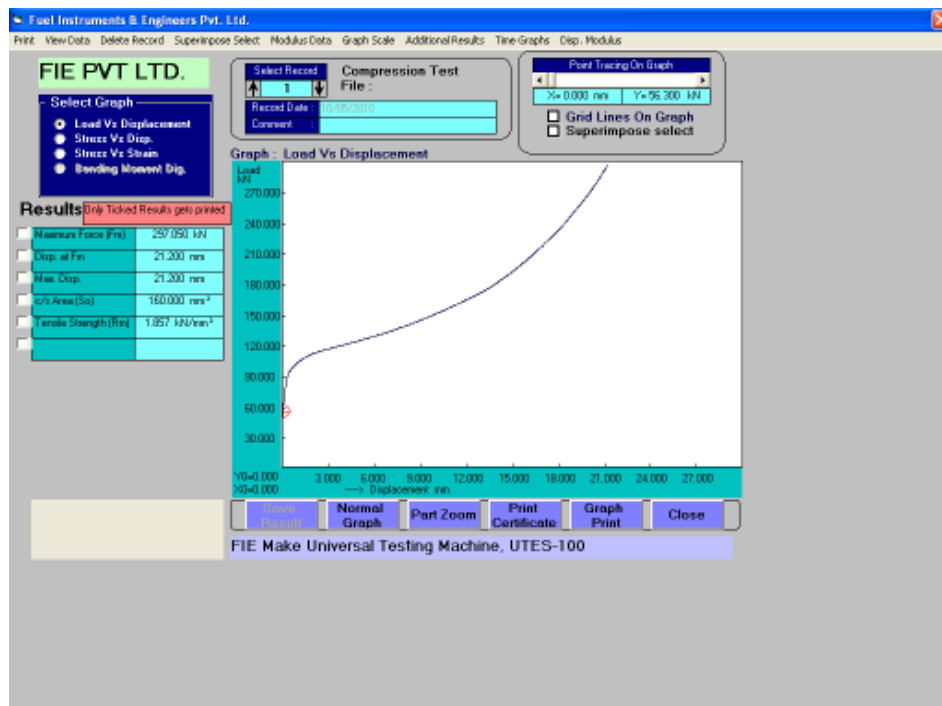 Fuel Instruments & Engineers Pvt. Ltd.
Print View Data Delete Record Superimpose Select Modulus Data Graph Scale Additional Results Time Graphs Disp. Modulus
FIE PVT LTD.
Select Graph
Load Vs Displacement
Stress Vs Disp.
Stress Vs Strain
Bending Moment Dig.
Select Record
1
Compression Test
File :
Record Date : 10/05/2010
Comment :
Point Tracing On Graph
X= 0.000 mm Y= 56.300 kN
Grid Lines On Graph
Superimpose select
Results Only Ticked Results gets printed
Maximum Force (Fm) 297.050 kN
Disp. at Fm 21.200 mm
Max. Disp. 21.200 mm
c/s Area (So) 160.000 mm²
Tensile Strength (Rm) 1.857 kN/mm²
Graph : Load Vs Displacement
Load
kN
270.000
240.000
210.000
180.000
150.000
120.000
90.000
60.000
30.000
Y0=0.000 3.000 6.000 9.000 12.000 15.000 18.000 21.000 24.000 27.000
X0=0.000 ---> Displacement mm
Save Result
Normal Graph
Part Zoom
Print Certificate
Graph Print
Close
FIE Make Universal Testing Machine, UTES-100